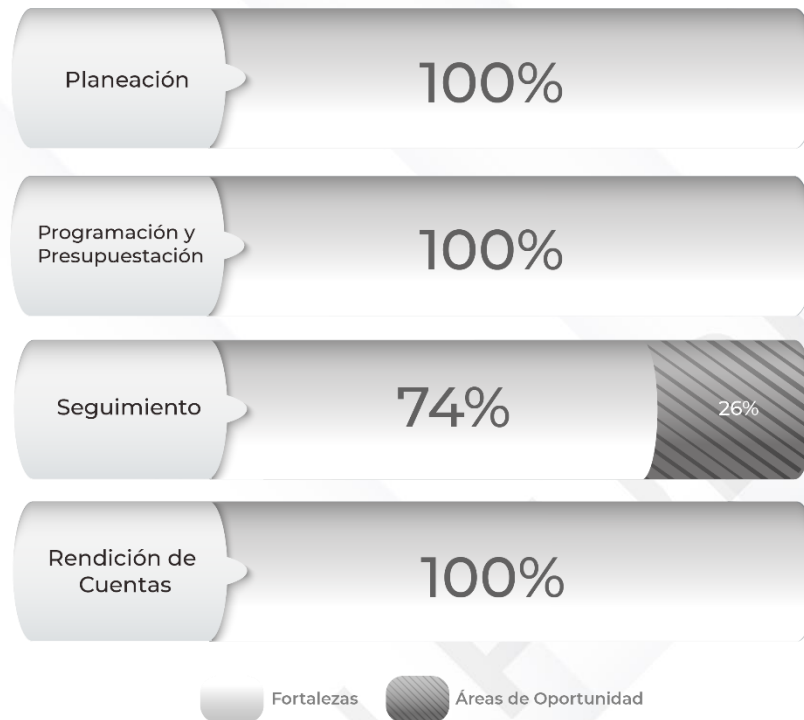 Planeación
100%
Programación y
Presupuestación
100%
Seguimiento
74%
26%
Rendición de
Cuentas
100%
Fortalezas
Áreas de Oportunidad